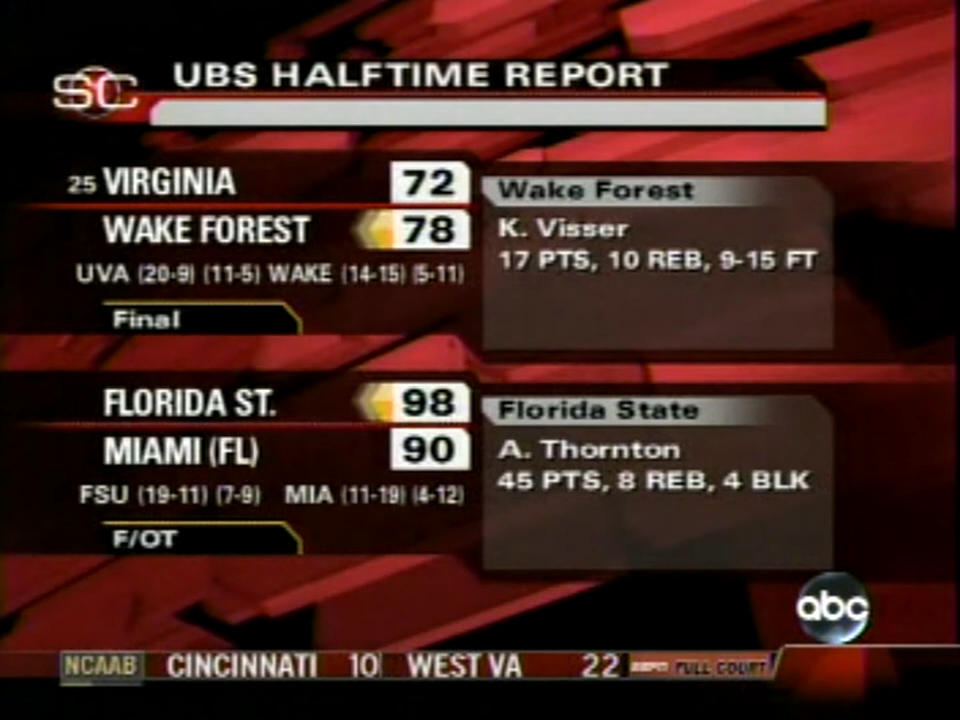 SC UBS HALFTIME REPORT
25 VIRGINIA 72
WAKE FOREST 78
UVA (20-9) (11-5) WAKE (14-15) (5-11)
Final
Wake Forest
K. Visser
17 PTS, 10 REB, 9-15 FT
FLORIDA ST. 98
MIAMI (FL) 90
FSU (19-11) (7-9) MIA (11-19) (4-12)
F/OT
Florida State
A. Thornton
45 PTS, 8 REB, 4 BLK
abc
NCAAB CINCINNATI 10 WEST VA 22 ESPN FULL COURT